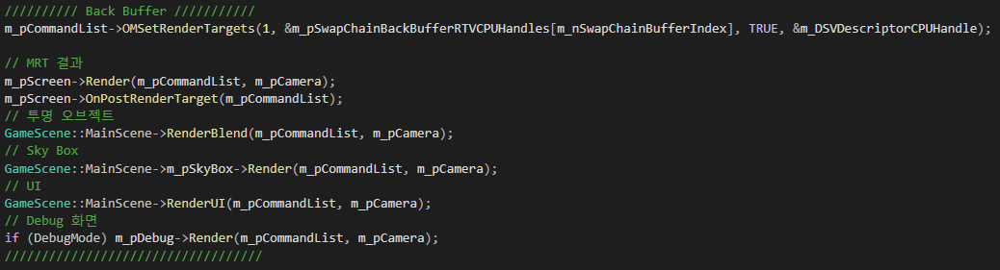 ////////// Back Buffer ///////////
m_pCommandList->OMSetRenderTargets(1, &m_pSwapChainBackBufferRTVCPUHandles[m_nSwapChainBufferIndex], TRUE, &m_DSVDescriptorCPUHandle);
// MRT 결과
m_pScreen->Render(m_pCommandList, m_pCamera);
m_pScreen->OnPostRenderTarget(m_pCommandList);
// 투명 오브젝트
GameScene::MainScene->RenderBlend(m_pCommandList, m_pCamera);
// Sky Box
GameScene::MainScene->m_pSkyBox->Render(m_pCommandList, m_pCamera);
// UI
GameScene::MainScene->RenderUI(m_pCommandList, m_pCamera);
// Debug 화면
if (DebugMode) m_pDebug->Render(m_pCommandList, m_pCamera);
///////////////////////////////////